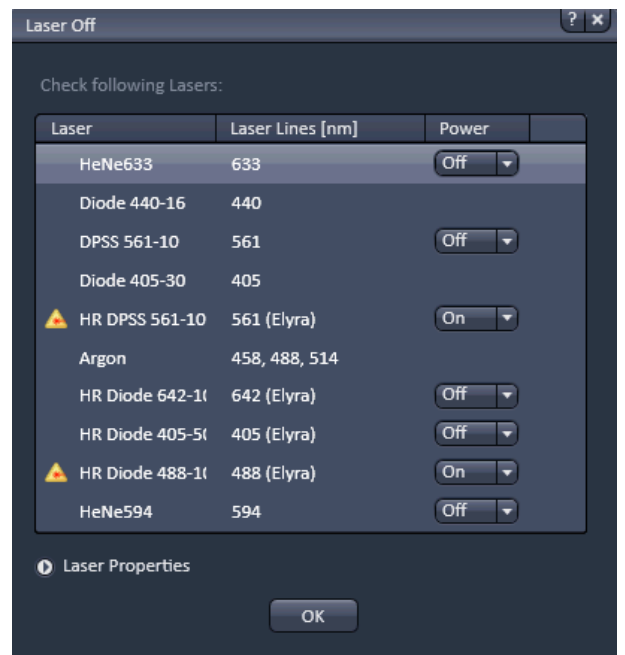 Laser Off ? ×
Check following Lasers:
Laser Laser Lines [nm] Power
HeNe633 633 Off
Diode 440-16 440
DPSS 561-10 561 Off
Diode 405-30 405
HR DPSS 561-10 561 (Elyra) On
Argon 458, 488, 514
HR Diode 642-10 642 (Elyra) Off
HR Diode 405-50 405 (Elyra) Off
HR Diode 488-10 488 (Elyra) On
HeNe594 594 Off
Laser Properties
OK